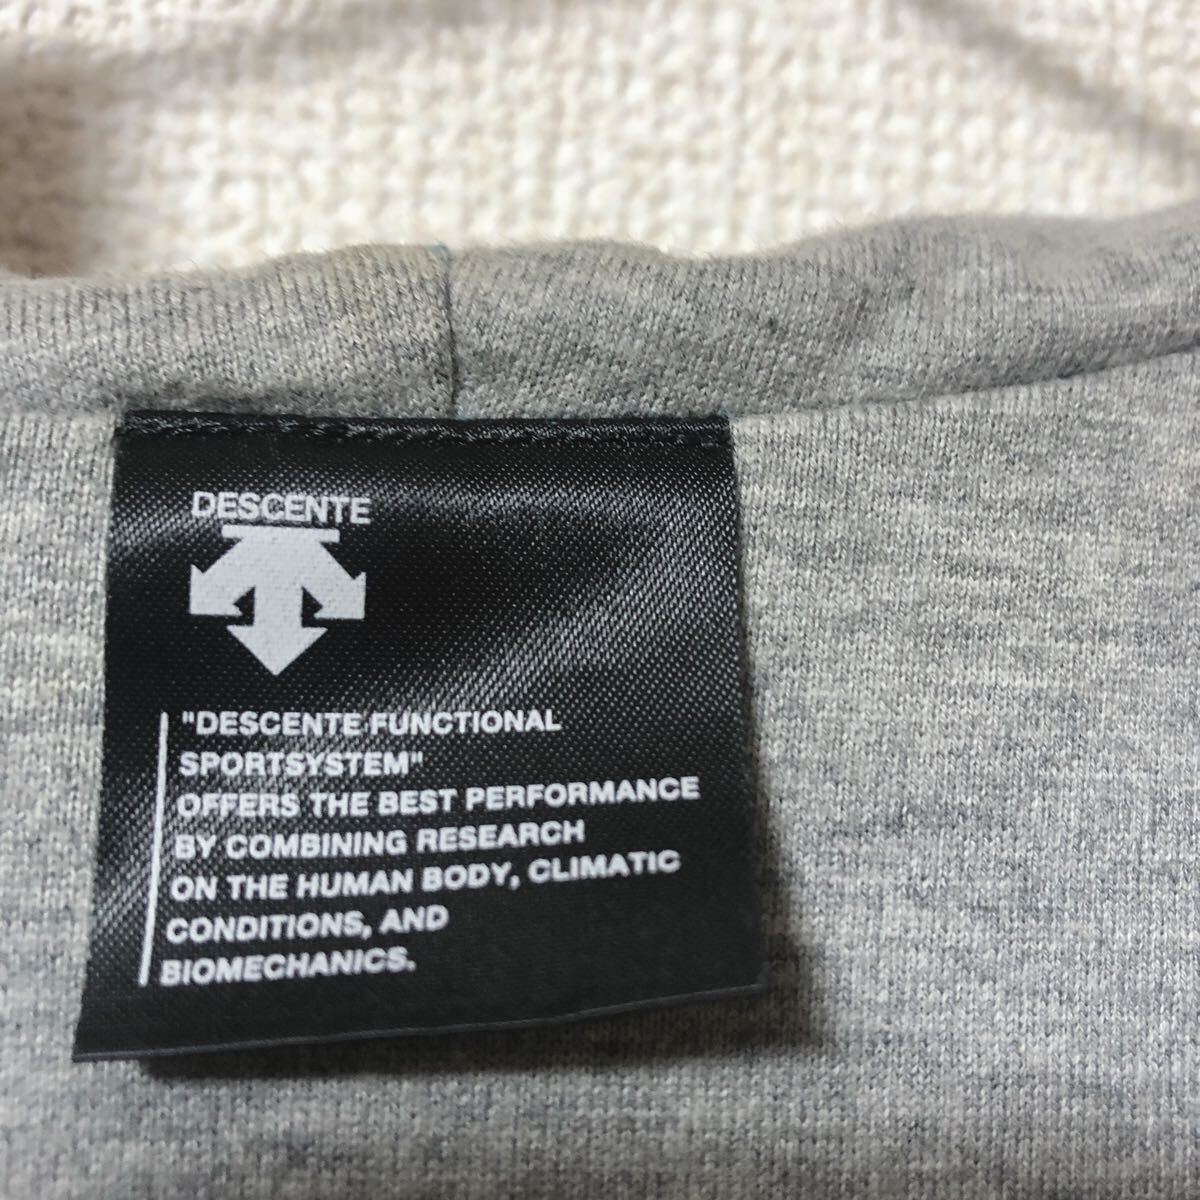 DESCENTE
"DESCENTE FUNCTIONAL
SPORTSYSTEM"
OFFERS THE BEST PERFORMANCE
BY COMBINING RESEARCH
ON THE HUMAN BODY, CLIMATIC
CONDITIONS, AND
BIOMECHANICS.